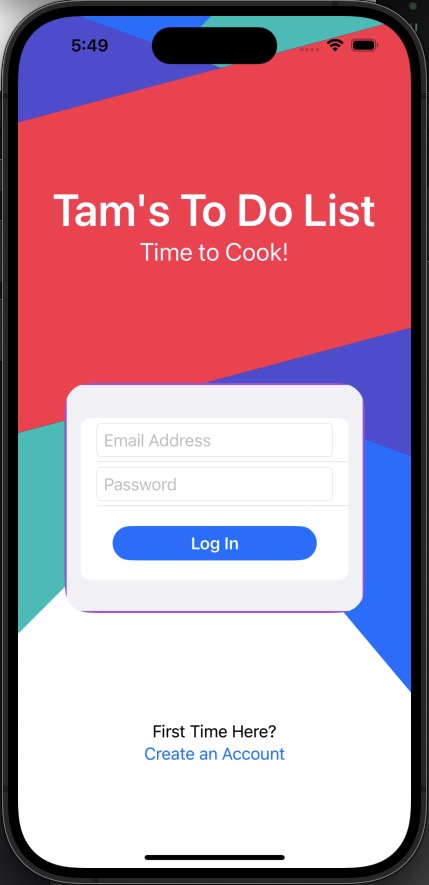 5:49
Tam's To Do List
Time to Cook!
Email Address
Password
Log In
First Time Here?
Create an Account